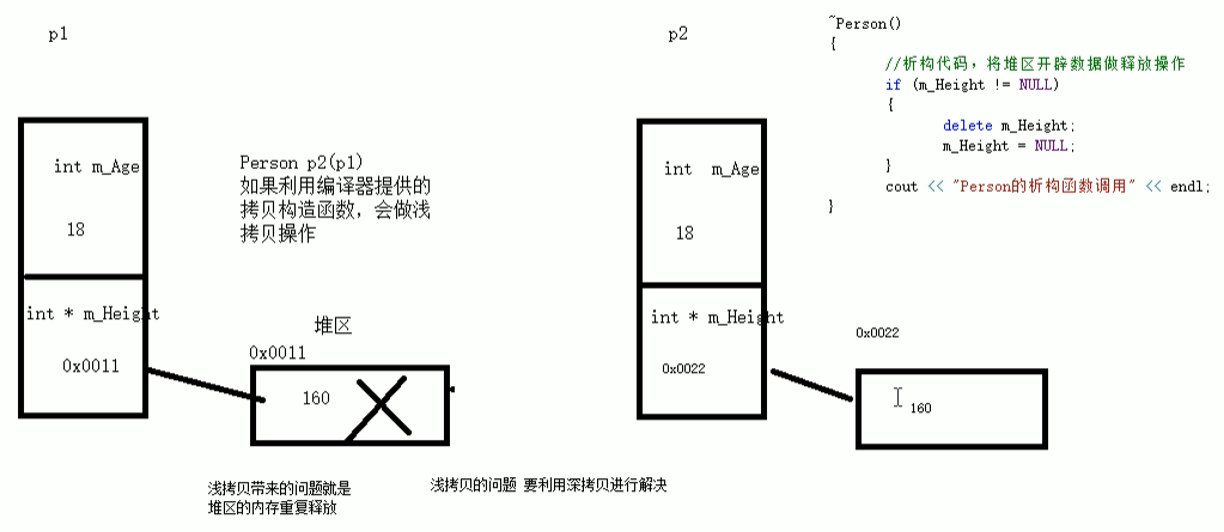 p1
int m_Age
18
int * m_Height
0x0011
Person p2(p1)
如果利用编译器提供的
拷贝构造函数，会做浅
拷贝操作
堆区
0x0011
160
浅拷贝带来的问题就是
堆区的内存重复释放
浅拷贝的问题 要利用深拷贝进行解决
p2
int m_Age
18
int * m_Height
0x0022
0x0022
160
~Person()
{
//析构代码，将堆区开辟数据做释放操作
if (m_Height != NULL)
{
delete m_Height;
m_Height = NULL;
}
cout << "Person的析构函数调用" << endl;
}